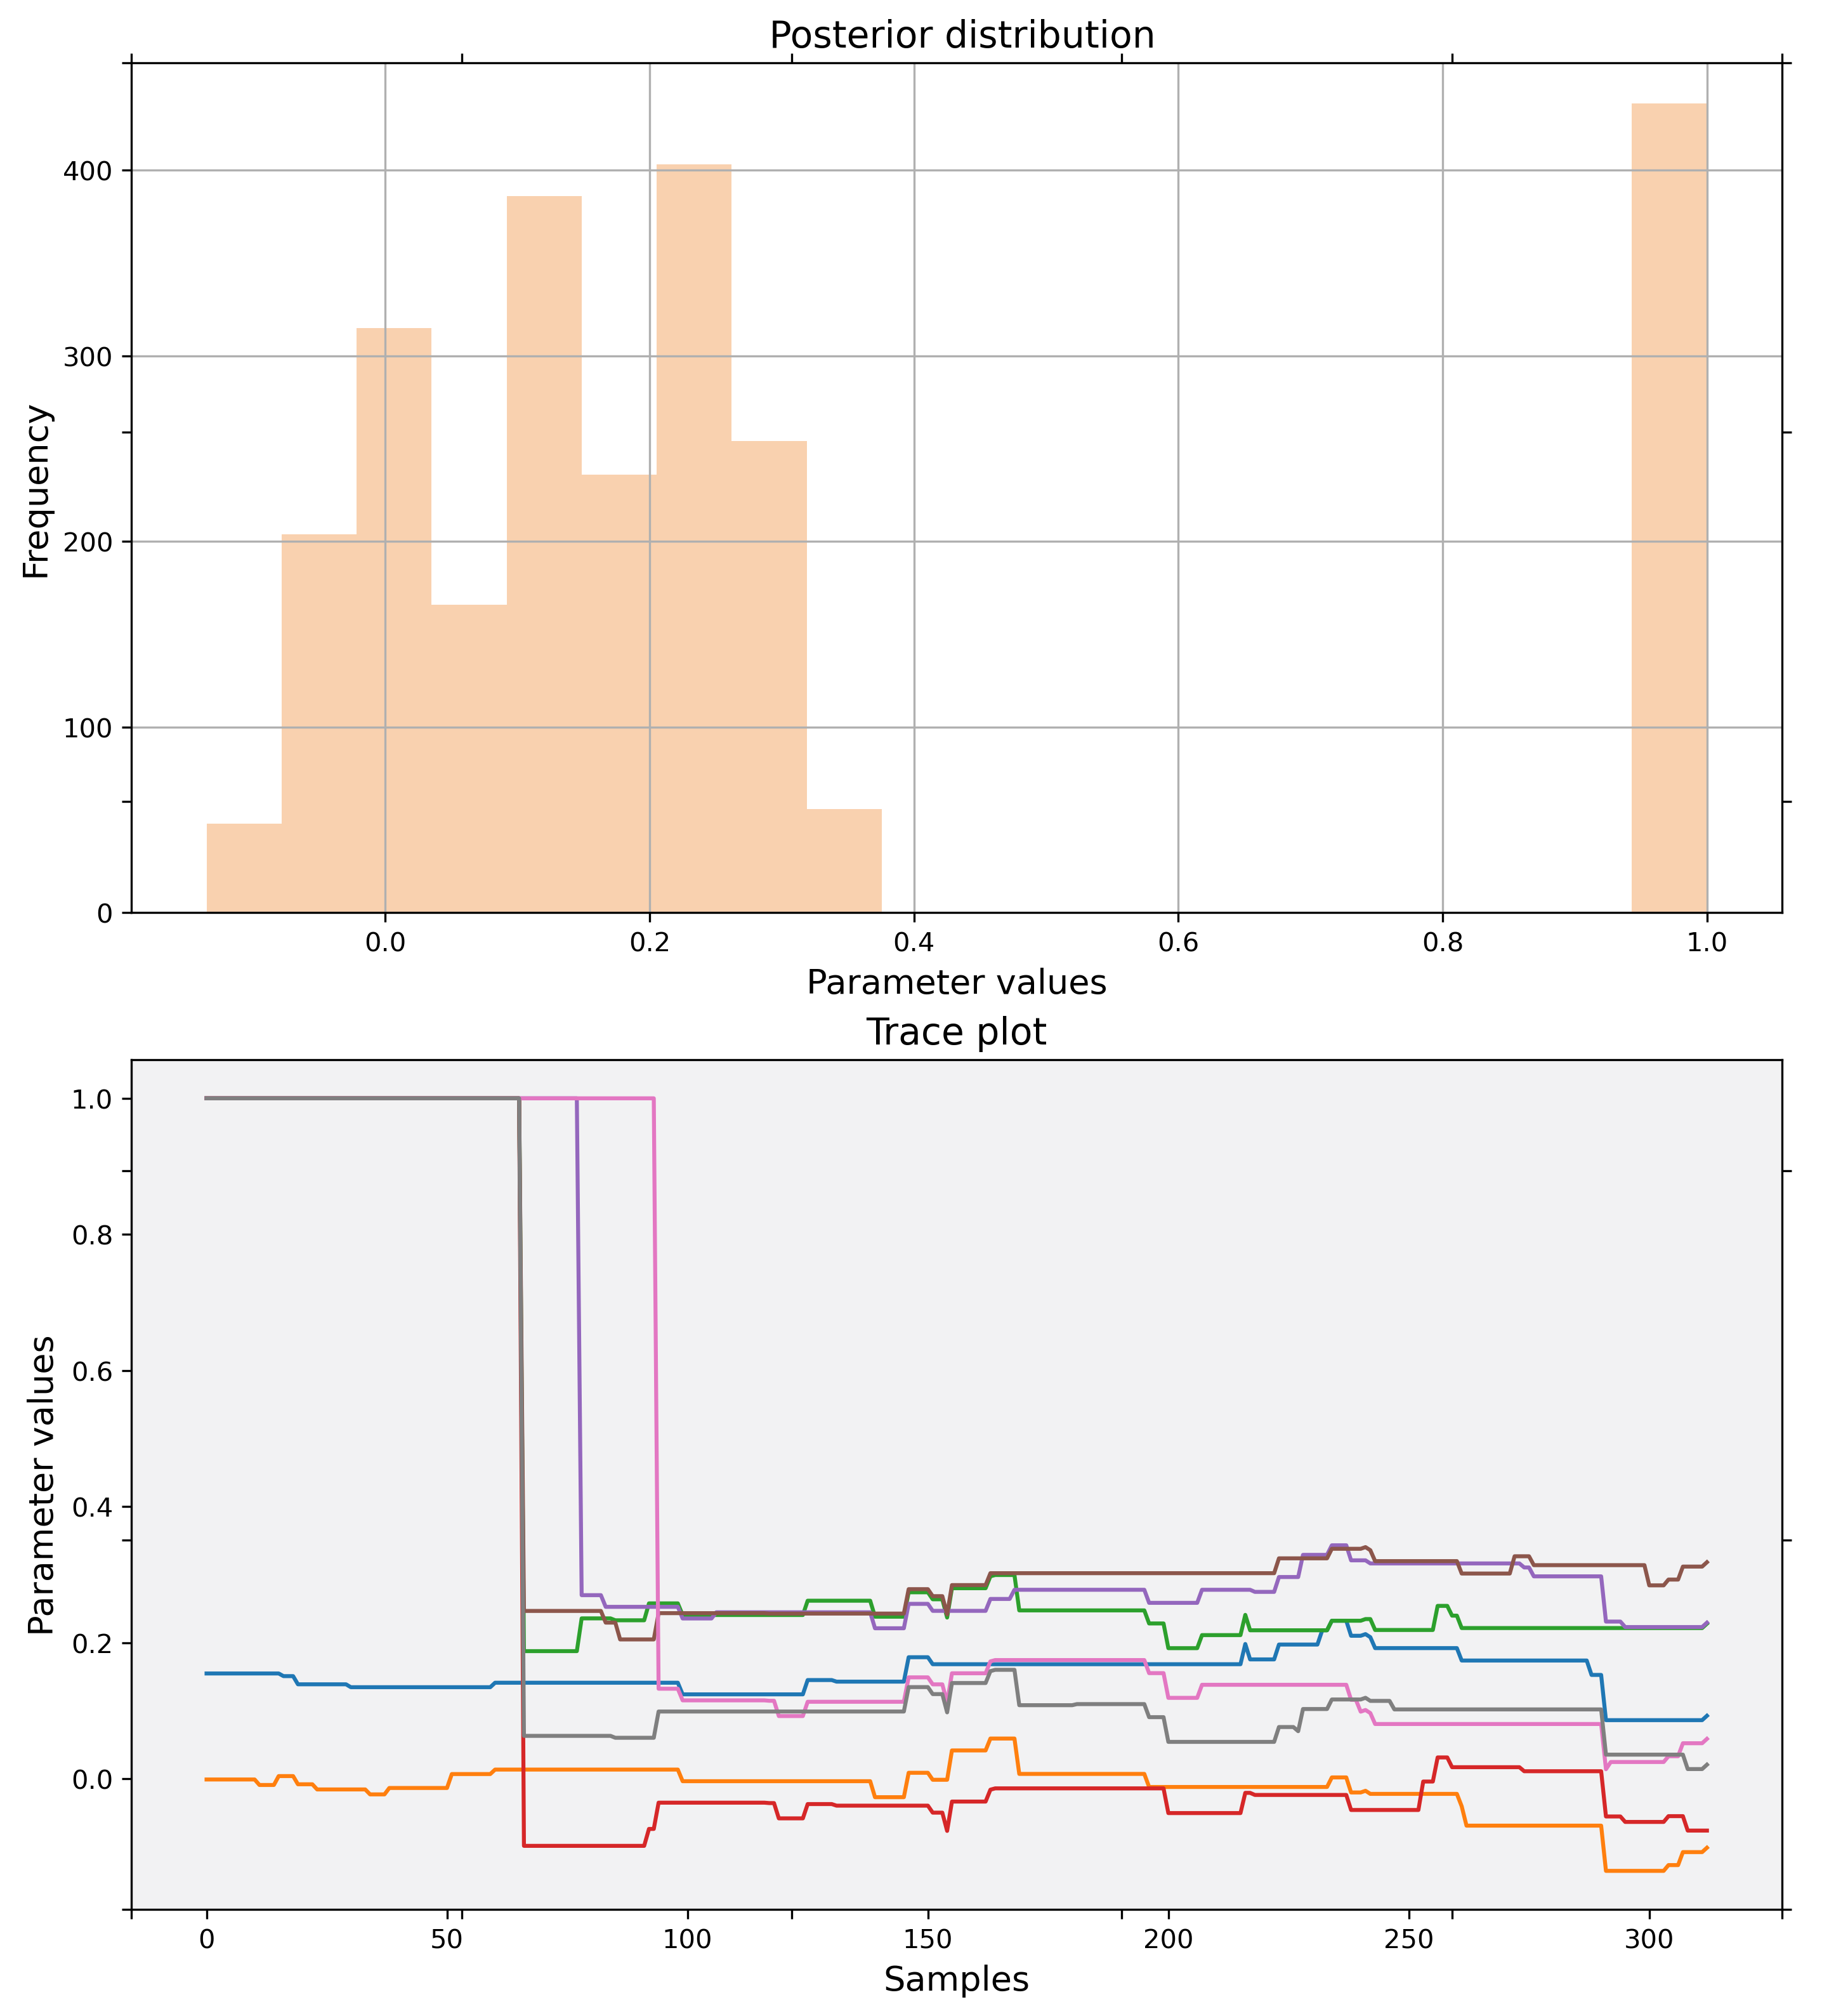 Posterior distribution
400
300
200
100
0
Frequency
0.0 0.2 0.4 0.6 0.8 1.0
Parameter values
Trace plot
1.0
0.8
0.6
0.4
0.2
0.0
Parameter values
0 50 100 150 200 250 300
Samples